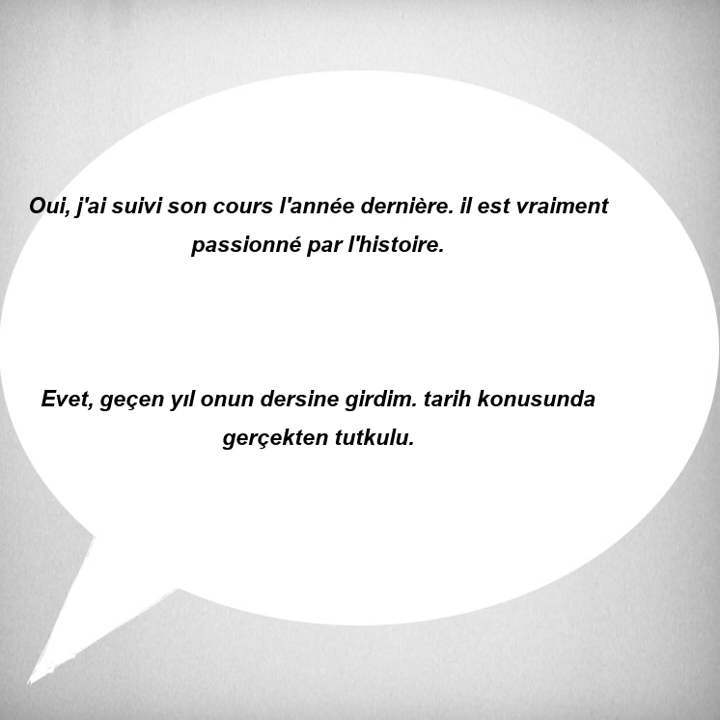 Oui, j'ai suivi son cours l'année dernière. il est vraiment
passionné par l'histoire.
Evet, geçen yıl onun dersine girdim. tarih konusunda
gerçekten tutkulu.